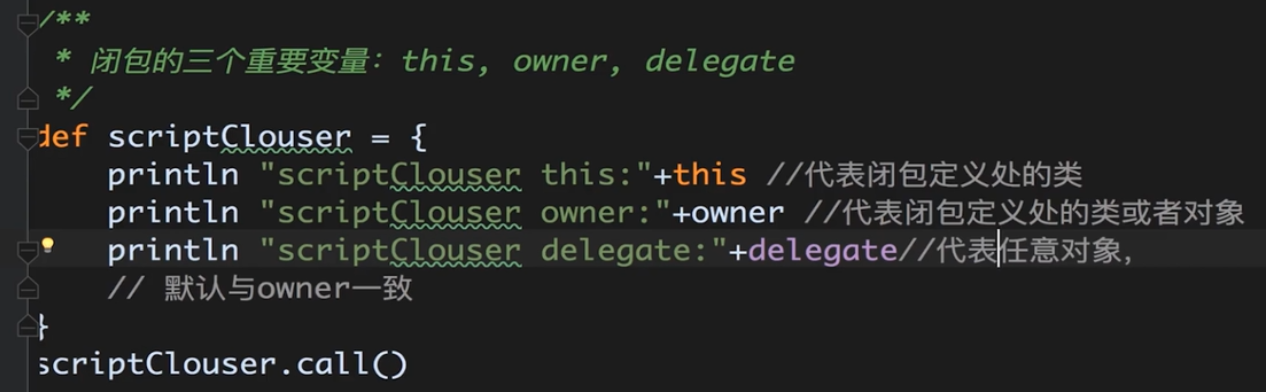 /**
* 闭包的三个重要变量：this, owner, delegate
*/
def scriptClouser = {
println "scriptClouser this:"+this //代表闭包定义处的类
println "scriptClouser owner:"+owner //代表闭包定义处的类或者对象
println "scriptClouser delegate:"+delegate//代表任意对象，
// 默认与owner一致
}
scriptClouser.call()